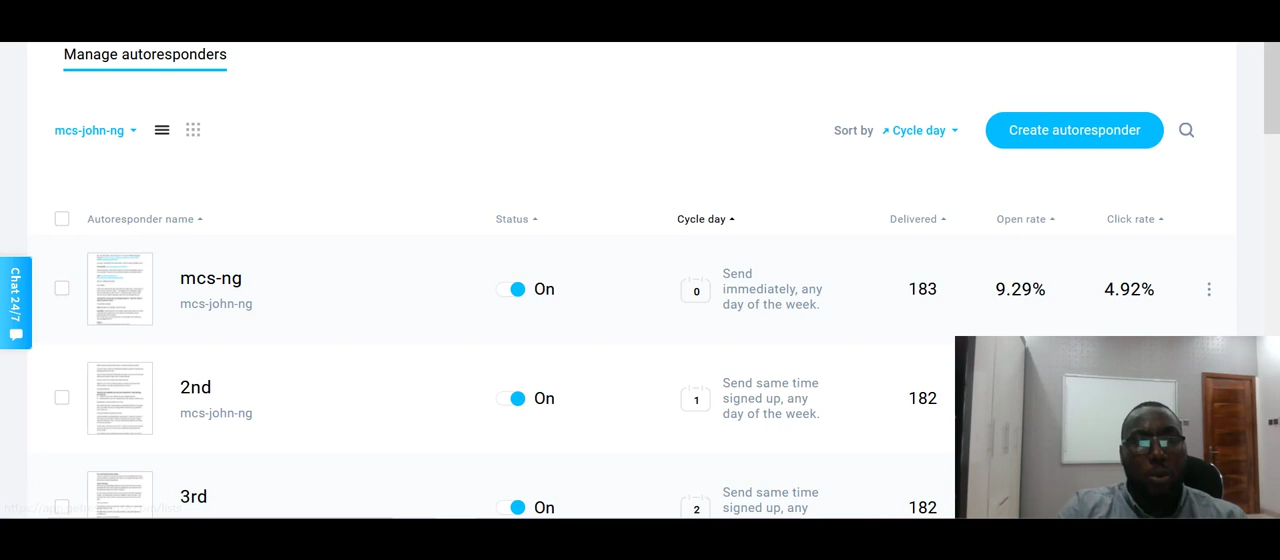 Manage autoresponders
mcs-john-ng
Sort by Cycle day
Create autoresponder
Autoresponder name Status Cycle day Delivered Open rate Click rate
mcs-ng
mcs-john-ng
On
0
Send
immediately, any
day of the week.
183 9.29% 4.92%
Chat 24/7
2nd
mcs-john-ng
On
1
Send same time
signed up, any
day of the week.
182
3rd
On
2
Send same time
signed up, any
182